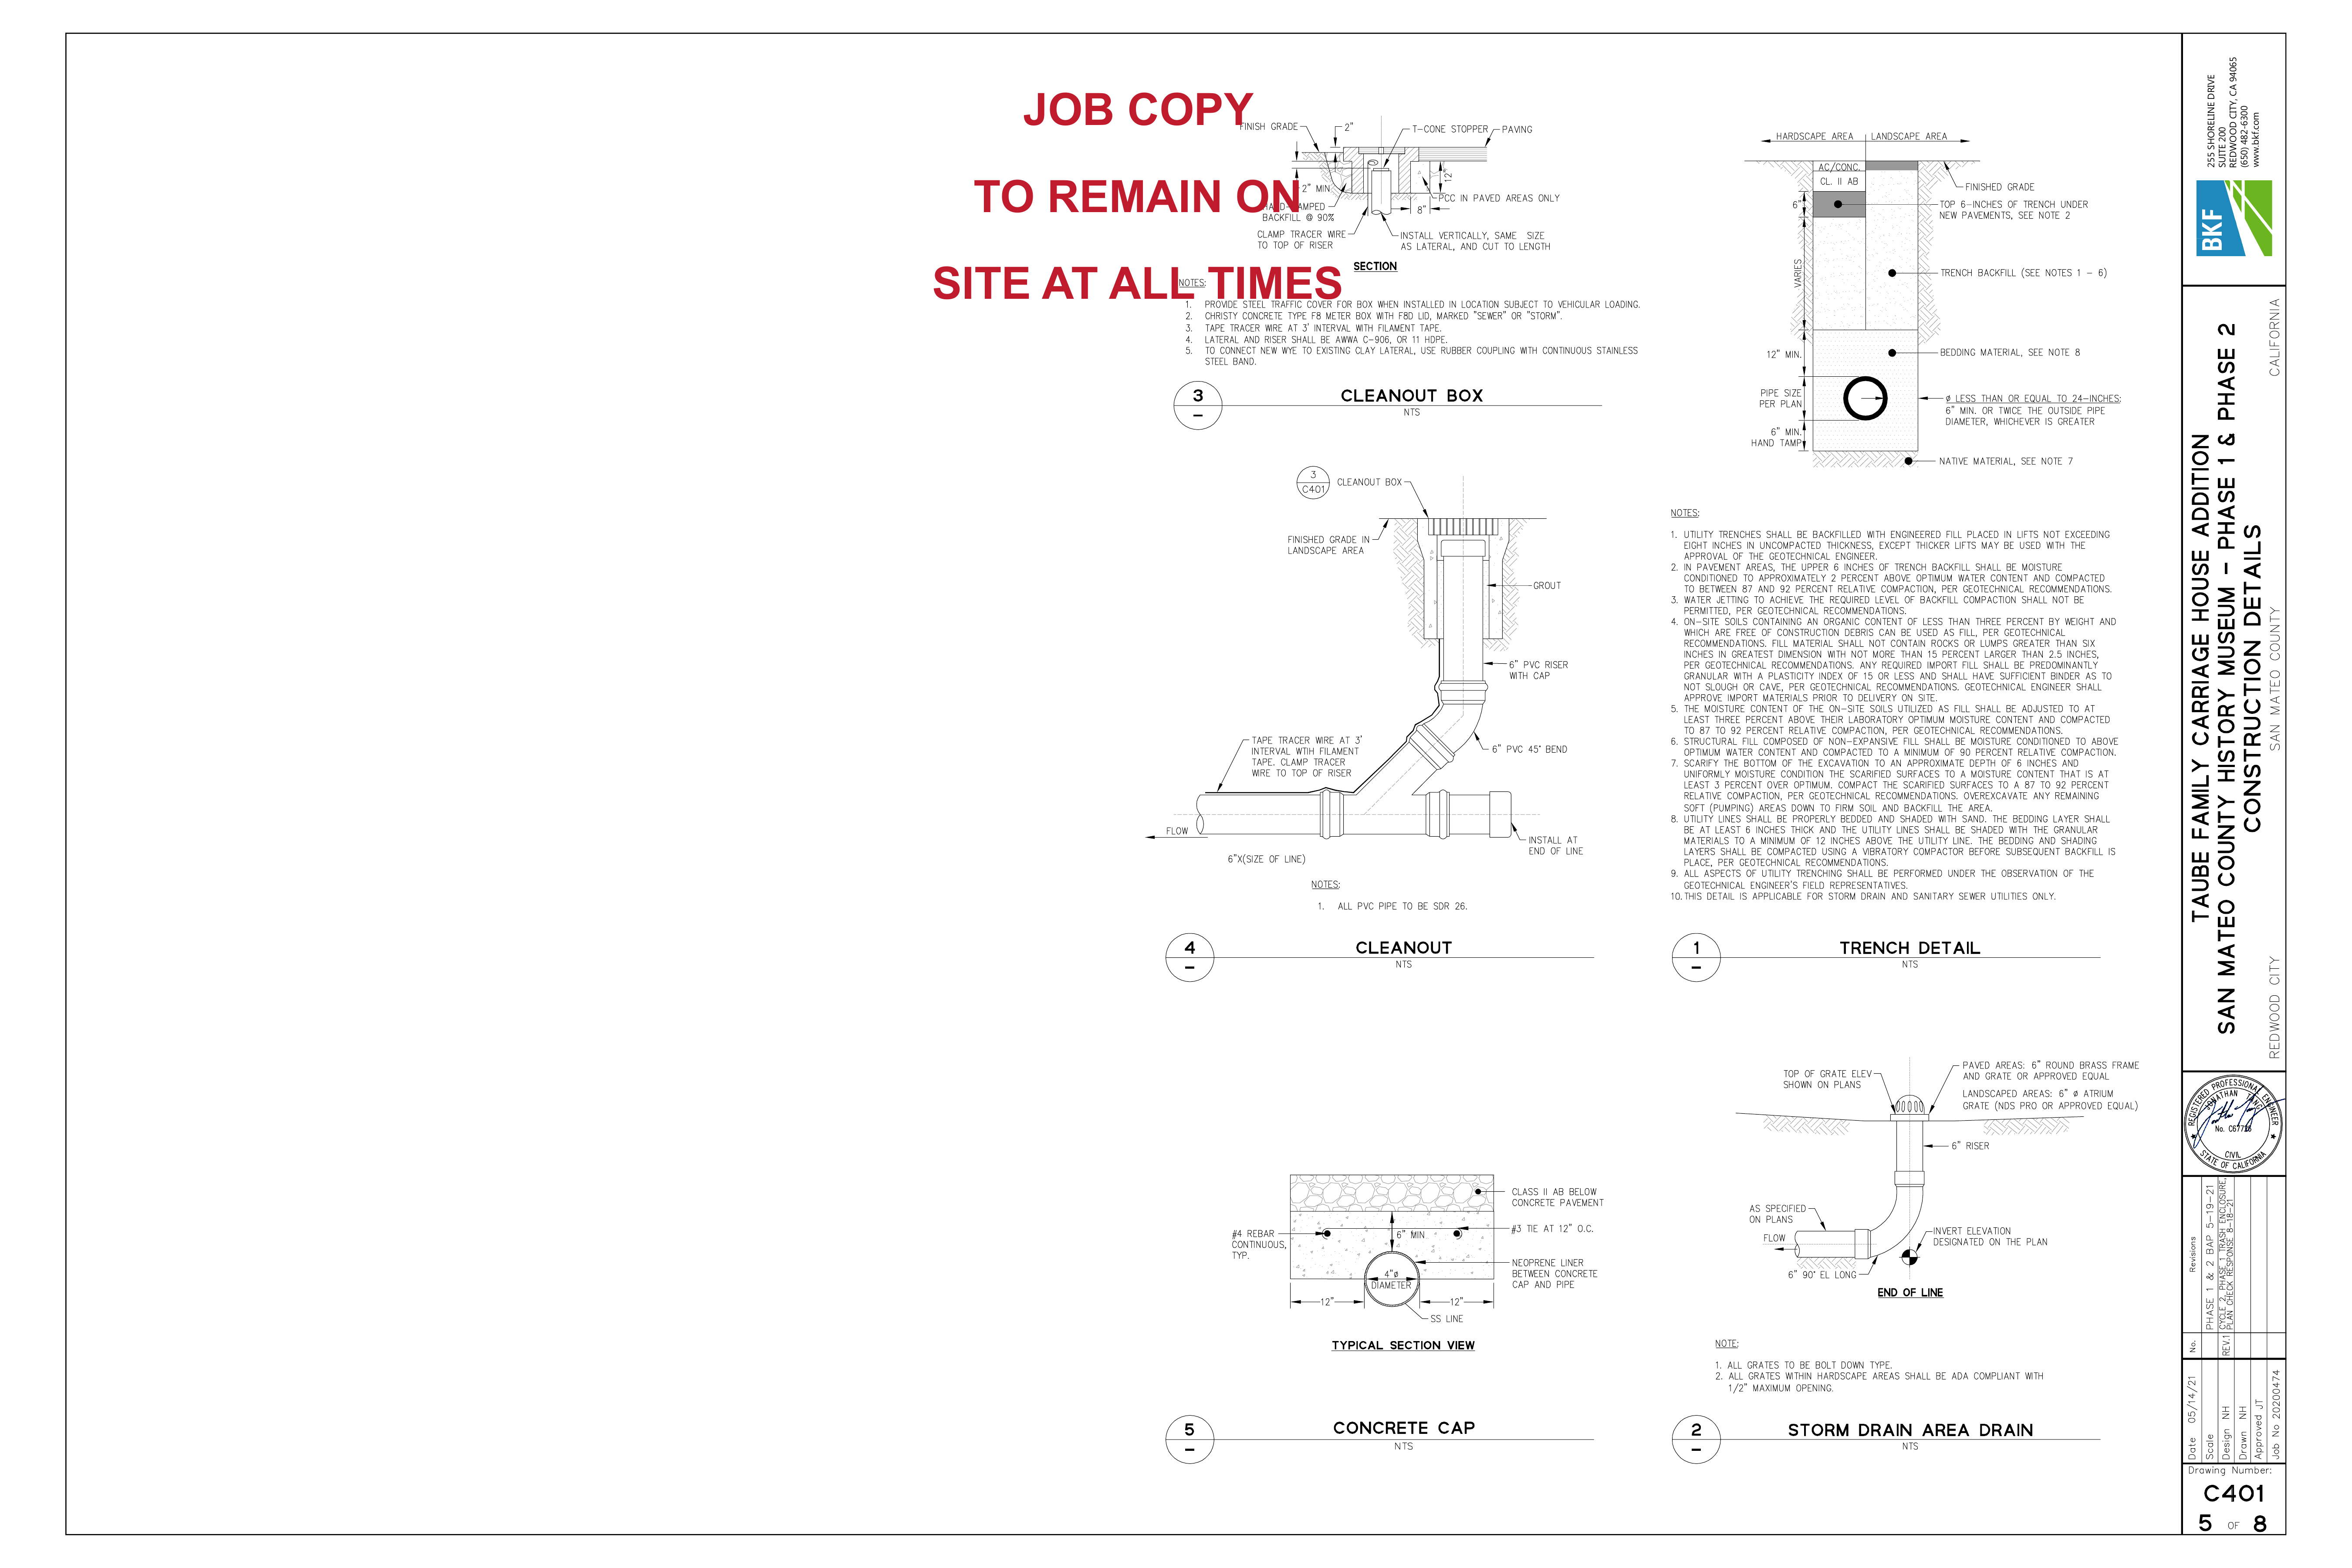 JOB COPY
TO REMAIN ON
SITE AT ALL TIMES
FINISH GRADE
2"
T-CONE STOPPER
PAVING
2" MIN
12"
8"
PCC IN PAVED AREAS ONLY
BACKFILL @ 90%
CLAMP TRACER WIRE
TO TOP OF RISER
INSTALL VERTICALLY, SAME SIZE
AS LATERAL, AND CUT TO LENGTH
SECTION
NOTES:
1. PROVIDE STEEL TRAFFIC COVER FOR BOX WHEN INSTALLED IN LOCATION SUBJECT TO VEHICULAR LOADING.
2. CHRISTY CONCRETE TYPE F8 METER BOX WITH F8D LID, MARKED "SEWER" OR "STORM".
3. TAPE TRACER WIRE AT 3' INTERVAL WITH FILAMENT TAPE.
4. LATERAL AND RISER SHALL BE AWWA C-906, OR 11 HDPE.
5. TO CONNECT NEW WYE TO EXISTING CLAY LATERAL, USE RUBBER COUPLING WITH CONTINUOUS STAINLESS
STEEL BAND.
3
-
CLEANOUT BOX
NTS
3
C401
CLEANOUT BOX
FINISHED GRADE IN
LANDSCAPE AREA
GROUT
6" PVC RISER
WITH CAP
6" PVC 45° BEND
TAPE TRACER WIRE AT 3'
INTERVAL WTIH FILAMENT
TAPE. CLAMP TRACER
WIRE TO TOP OF RISER
FLOW
INSTALL AT
END OF LINE
6"X(SIZE OF LINE)
NOTES:
1. ALL PVC PIPE TO BE SDR 26.
4
-
CLEANOUT
NTS
CLASS II AB BELOW
CONCRETE PAVEMENT
#4 REBAR
CONTINUOUS,
TYP.
6" MIN
#3 TIE AT 12" O.C.
NEOPRENE LINER
BETWEEN CONCRETE
CAP AND PIPE
4"ø
DIAMETER
12"
12"
SS LINE
TYPICAL SECTION VIEW
5
-
CONCRETE CAP
NTS
HARDSCAPE AREA
LANDSCAPE AREA
AC/CONC.
CL. II AB
FINISHED GRADE
6"
TOP 6-INCHES OF TRENCH UNDER
NEW PAVEMENTS, SEE NOTE 2
VARIES
TRENCH BACKFILL (SEE NOTES 1 - 6)
12" MIN.
BEDDING MATERIAL, SEE NOTE 8
PIPE SIZE
PER PLAN
ø LESS THAN OR EQUAL TO 24-INCHES:
6" MIN. OR TWICE THE OUTSIDE PIPE
DIAMETER, WHICHEVER IS GREATER
6" MIN.
HAND TAMP
NATIVE MATERIAL, SEE NOTE 7
NOTES:
1. UTILITY TRENCHES SHALL BE BACKFILLED WITH ENGINEERED FILL PLACED IN LIFTS NOT EXCEEDING
EIGHT INCHES IN UNCOMPACTED THICKNESS, EXCEPT THICKER LIFTS MAY BE USED WITH THE
APPROVAL OF THE GEOTECHNICAL ENGINEER.
2. IN PAVEMENT AREAS, THE UPPER 6 INCHES OF TRENCH BACKFILL SHALL BE MOISTURE
CONDITIONED TO APPROXIMATELY 2 PERCENT ABOVE OPTIMUM WATER CONTENT AND COMPACTED
TO BETWEEN 87 AND 92 PERCENT RELATIVE COMPACTION, PER GEOTECHNICAL RECOMMENDATIONS.
3. WATER JETTING TO ACHIEVE THE REQUIRED LEVEL OF BACKFILL COMPACTION SHALL NOT BE
PERMITTED, PER GEOTECHNICAL RECOMMENDATIONS.
4. ON-SITE SOILS CONTAINING AN ORGANIC CONTENT OF LESS THAN THREE PERCENT BY WEIGHT AND
WHICH ARE FREE OF CONSTRUCTION DEBRIS CAN BE USED AS FILL, PER GEOTECHNICAL
RECOMMENDATIONS. FILL MATERIAL SHALL NOT CONTAIN ROCKS OR LUMPS GREATER THAN SIX
INCHES IN GREATEST DIMENSION WITH NOT MORE THAN 15 PERCENT LARGER THAN 2.5 INCHES,
PER GEOTECHNICAL RECOMMENDATIONS. ANY REQUIRED IMPORT FILL SHALL BE PREDOMINANTLY
GRANULAR WITH A PLASTICITY INDEX OF 15 OR LESS AND SHALL HAVE SUFFICIENT BINDER AS TO
NOT SLOUGH OR CAVE, PER GEOTECHNICAL RECOMMENDATIONS. GEOTECHNICAL ENGINEER SHALL
APPROVE IMPORT MATERIALS PRIOR TO DELIVERY ON SITE.
5. THE MOISTURE CONTENT OF THE ON-SITE SOILS UTILIZED AS FILL SHALL BE ADJUSTED TO AT
LEAST THREE PERCENT ABOVE THEIR LABORATORY OPTIMUM MOISTURE CONTENT AND COMPACTED
TO 87 TO 92 PERCENT RELATIVE COMPACTION, PER GEOTECHNICAL RECOMMENDATIONS.
6. STRUCTURAL FILL COMPOSED OF NON-EXPANSIVE FILL SHALL BE MOISTURE CONDITIONED TO ABOVE
OPTIMUM WATER CONTENT AND COMPACTED TO A MINIMUM OF 90 PERCENT RELATIVE COMPACTION.
7. SCARIFY THE BOTTOM OF THE EXCAVATION TO AN APPROXIMATE DEPTH OF 6 INCHES AND
UNIFORMLY MOISTURE CONDITION THE SCARIFIED SURFACES TO A MOISTURE CONTENT THAT IS AT
LEAST 3 PERCENT OVER OPTIMUM. COMPACT THE SCARIFIED SURFACES TO A 87 TO 92 PERCENT
RELATIVE COMPACTION, PER GEOTECHNICAL RECOMMENDATIONS. OVEREXCAVATE ANY REMAINING
SOFT (PUMPING) AREAS DOWN TO FIRM SOIL AND BACKFILL THE AREA.
8. UTILITY LINES SHALL BE PROPERLY BEDDED AND SHADED WITH SAND. THE BEDDING LAYER SHALL
BE AT LEAST 6 INCHES THICK AND THE UTILITY LINES SHALL BE SHADED WITH THE GRANULAR
MATERIALS TO A MINIMUM OF 12 INCHES ABOVE THE UTILITY LINE. THE BEDDING AND SHADING
LAYERS SHALL BE COMPACTED USING A VIBRATORY COMPACTOR BEFORE SUBSEQUENT BACKFILL IS
PLACE, PER GEOTECHNICAL RECOMMENDATIONS.
9. ALL ASPECTS OF UTILITY TRENCHING SHALL BE PERFORMED UNDER THE OBSERVATION OF THE
GEOTECHNICAL ENGINEER'S FIELD REPRESENTATIVES.
10. THIS DETAIL IS APPLICABLE FOR STORM DRAIN AND SANITARY SEWER UTILITIES ONLY.
1
-
TRENCH DETAIL
NTS
TOP OF GRATE ELEV
SHOWN ON PLANS
PAVED AREAS: 6" ROUND BRASS FRAME
AND GRATE OR APPROVED EQUAL
LANDSCAPED AREAS: 6" ø ATRIUM
GRATE (NDS PRO OR APPROVED EQUAL)
6" RISER
AS SPECIFIED
ON PLANS
FLOW
INVERT ELEVATION
DESIGNATED ON THE PLAN
6" 90° EL LONG
END OF LINE
NOTE:
1. ALL GRATES TO BE BOLT DOWN TYPE.
2. ALL GRATES WITHIN HARDSCAPE AREAS SHALL BE ADA COMPLIANT WITH
1/2" MAXIMUM OPENING.
2
-
STORM DRAIN AREA DRAIN
NTS
255 SHORELINE DRIVE
SUITE 200
REDWOOD CITY, CA 94065
(650) 482-6300
www.bkf.com
BKF
TAUBE FAMILY CARRIAGE HOUSE ADDITION
SAN MATEO COUNTY HISTORY MUSEUM - PHASE 1 & PHASE 2
CONSTRUCTION DETAILS
REDWOOD CITY
SAN MATEO COUNTY
CALIFORNIA
REGISTERED PROFESSIONAL ENGINEER
JONATHAN TANG
CIVIL
STATE OF CALIFORNIA
No.
Revisions
PHASE 1 & 2 BAP 5-19-21
REV.1
CYCLE 2, PHASE 1 TRASH ENCLOSURE,
PLAN CHECK RESPONSE 8-18-21
Date 05/14/21
Scale
Design NH
Drawn NH
Approved JT
Job No 20200474
Drawing Number:
C401
5 OF 8